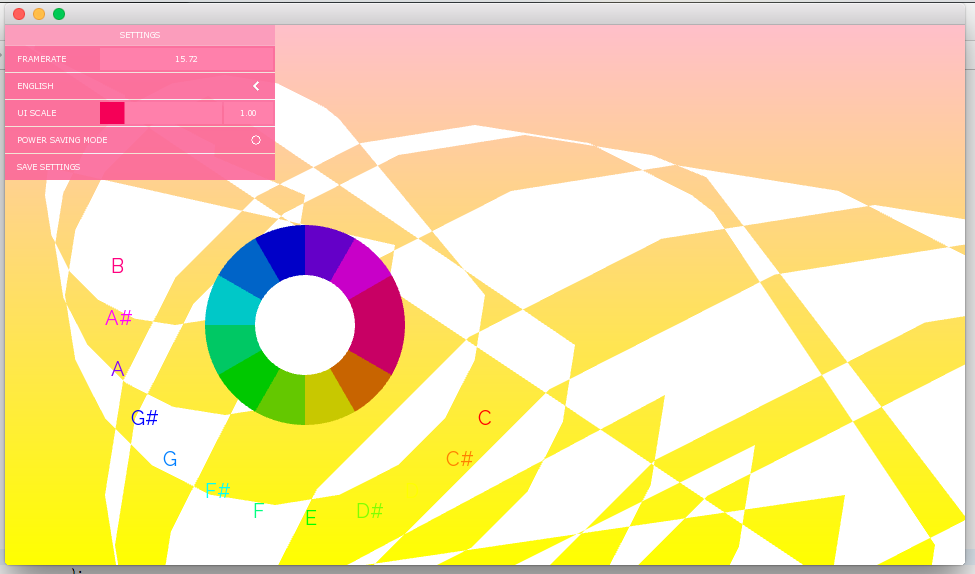 SETTINGS
FRAMERATE 15.72
ENGLISH
UI SCALE 1.00
POWER SAVING MODE
SAVE SETTINGS
B
A#
A
G#
G
F#
F
E
D#
C#
C
);